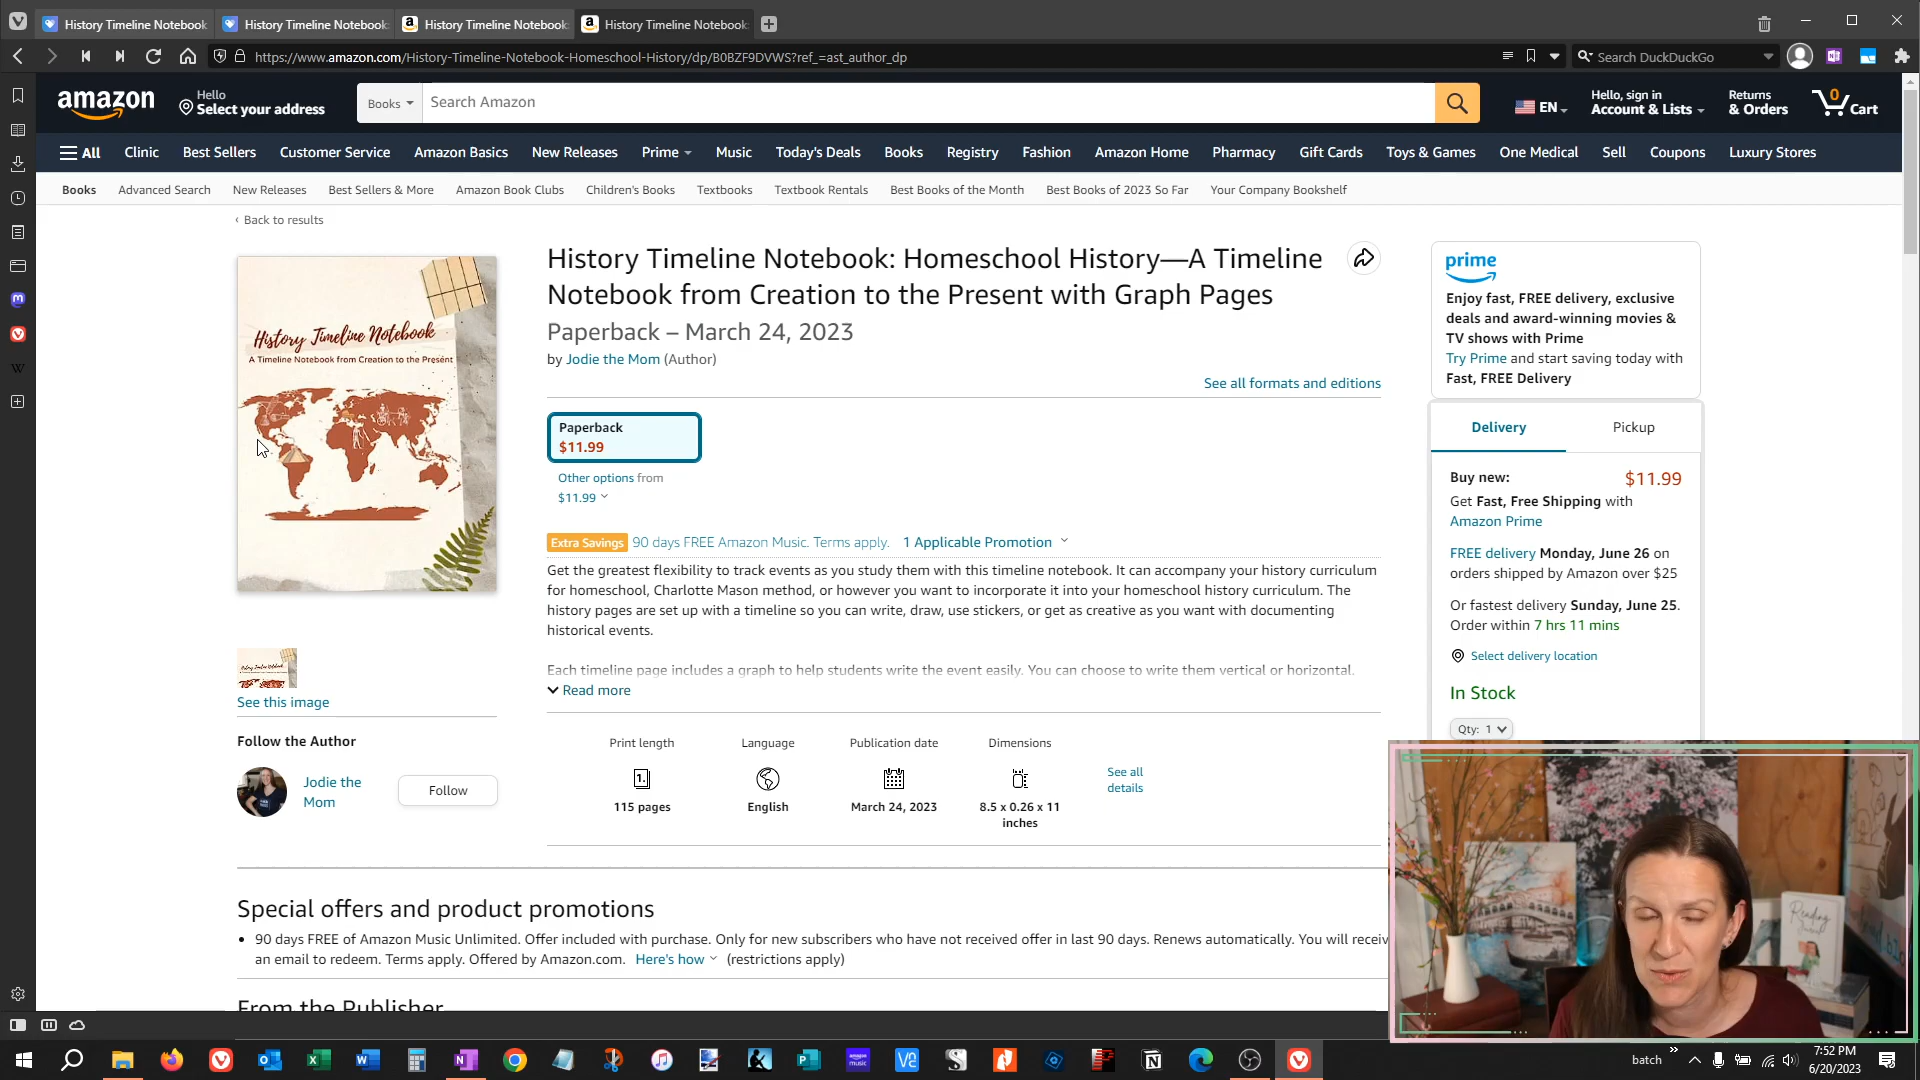 History Timeline Notebook
History Timeline Notebook
History Timeline Notebook
History Timeline Notebook
https://www.amazon.com/History-Timeline-Notebook-Homeschool-History/dp/B0BZF9DVWS?ref_=ast_author_dp
Search DuckDuckGo
amazon
Hello
Select your address
Books
Search Amazon
EN
Hello, sign in
Account & Lists
Returns
& Orders
0
Cart
All
Clinic
Best Sellers
Customer Service
Amazon Basics
New Releases
Prime
Music
Today's Deals
Books
Registry
Fashion
Amazon Home
Pharmacy
Gift Cards
Toys & Games
One Medical
Sell
Coupons
Luxury Stores
Books
Advanced Search
New Releases
Best Sellers & More
Amazon Book Clubs
Children's Books
Textbooks
Textbook Rentals
Best Books of the Month
Best Books of 2023 So Far
Your Company Bookshelf
‹ Back to results
History Timeline Notebook
A Timeline Notebook from Creation to the Present
See this image
Follow the Author
Jodie the
Mom
Follow
History Timeline Notebook: Homeschool History—A Timeline
Notebook from Creation to the Present with Graph Pages
Paperback – March 24, 2023
by Jodie the Mom (Author)
See all formats and editions
Paperback
$11.99
Other options from
$11.99
Extra Savings 90 days FREE Amazon Music. Terms apply. 1 Applicable Promotion
Get the greatest flexibility to track events as you study them with this timeline notebook. It can accompany your history curriculum
for homeschool, Charlotte Mason method, or however you want to incorporate it into your homeschool history curriculum. The
history pages are set up with a timeline so you can write, draw, use stickers, or get as creative as you want with documenting
historical events.
Each timeline page includes a graph to help students write the event easily. You can choose to write them vertical or horizontal.
Read more
Print length
115 pages
Language
English
Publication date
March 24, 2023
Dimensions
8.5 x 0.26 x 11
inches
See all
details
prime
Enjoy fast, FREE delivery, exclusive
deals and award-winning movies &
TV shows with Prime
Try Prime and start saving today with
Fast, FREE Delivery
Delivery
Pickup
Buy new:
$11.99
Get Fast, Free Shipping with
Amazon Prime
FREE delivery Monday, June 26 on
orders shipped by Amazon over $25
Or fastest delivery Sunday, June 25.
Order within 7 hrs 11 mins
Select delivery location
In Stock
Qty: 1
Special offers and product promotions
• 90 days FREE of Amazon Music Unlimited. Offer included with purchase. Only for new subscribers who have not received offer in last 90 days. Renews automatically. You will receiv
an email to redeem. Terms apply. Offered by Amazon.com. Here's how (restrictions apply)
From the Publisher
Reading
Journal
batch
7:52 PM
6/20/2023